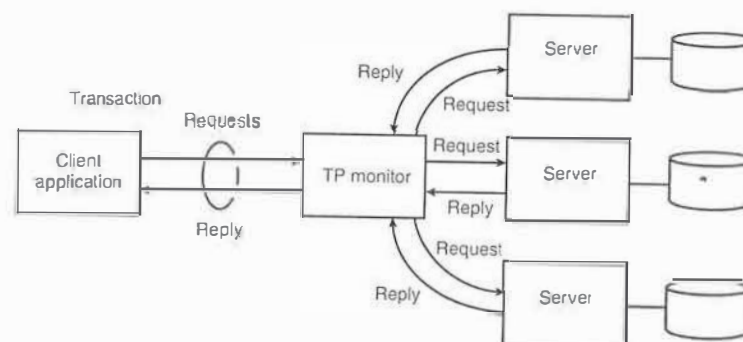 Server
Reply
Request
Transaction
Requests
Client
application
TP monitor
Request
Server
Reply
Reply
Request
Reply
Server